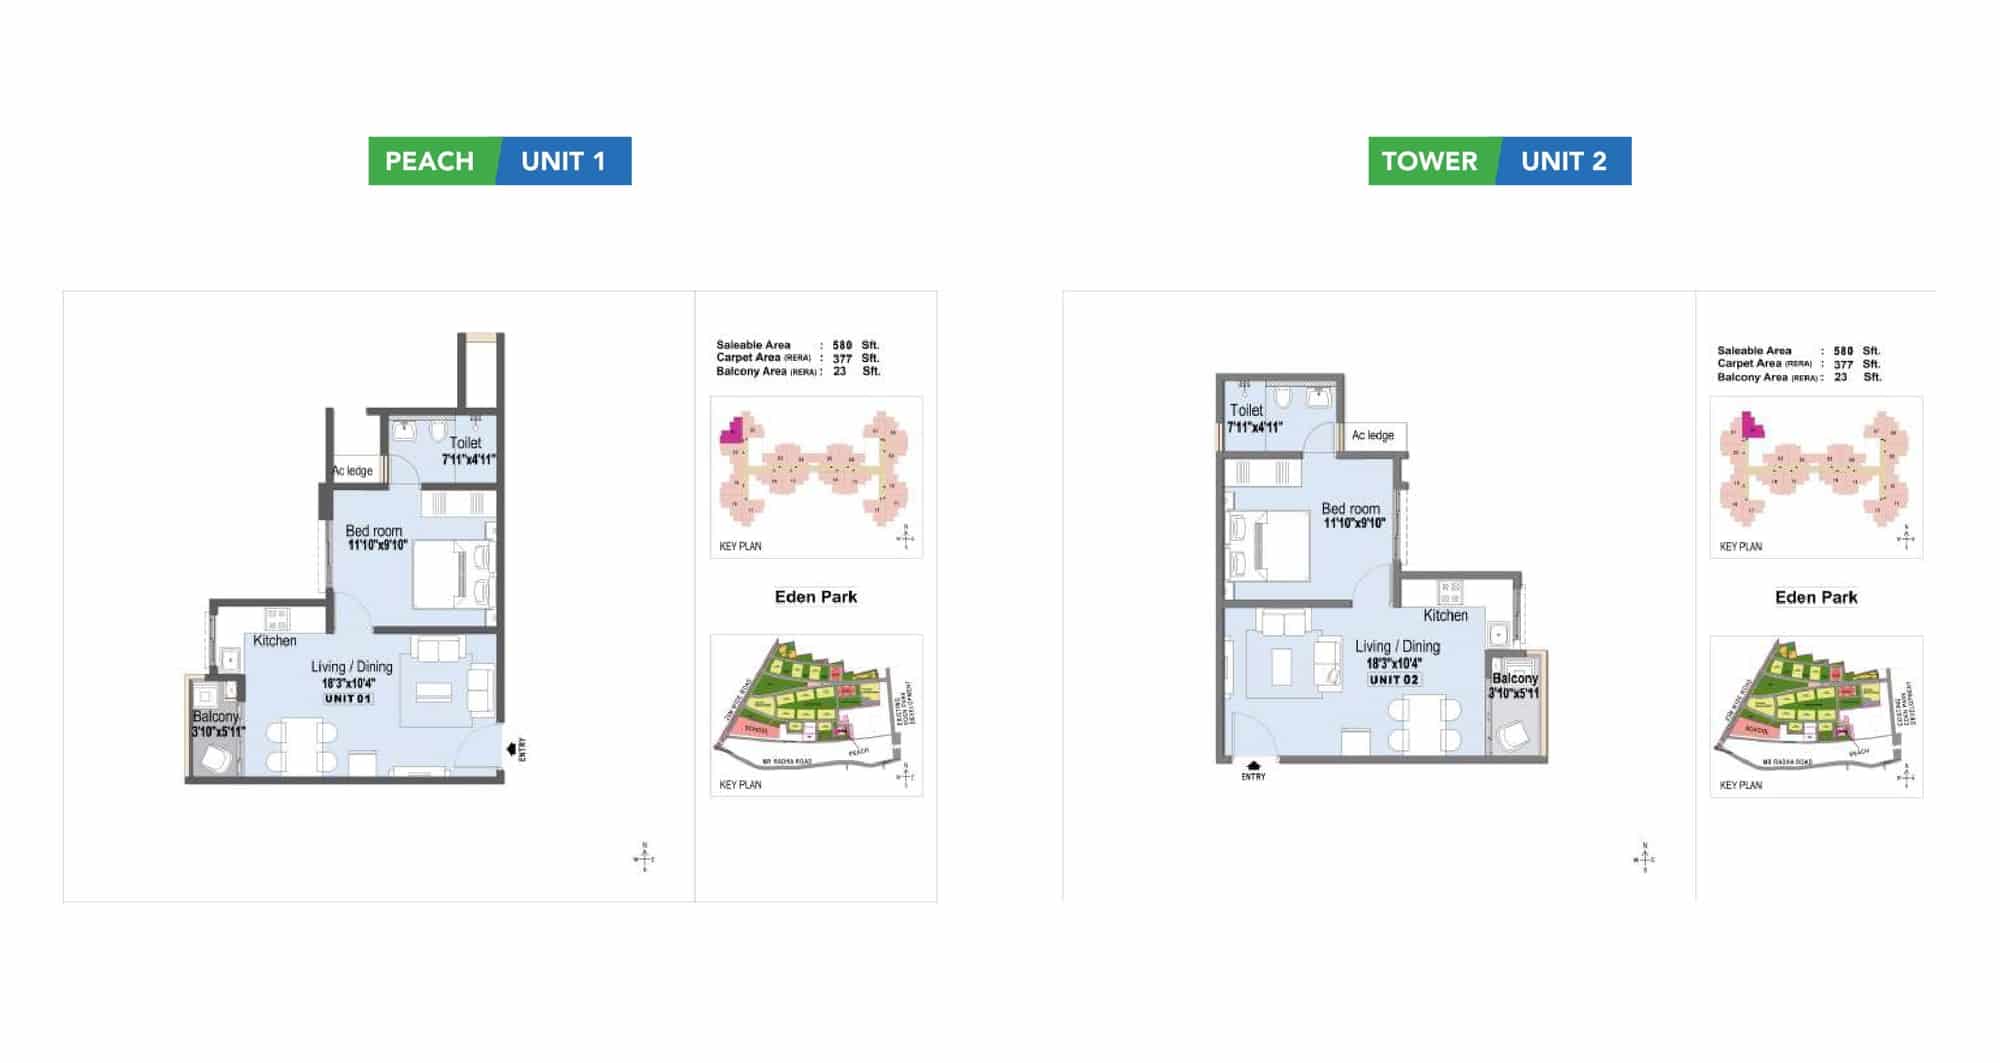 PEACH UNIT 1
Saleable Area : 580 Sft.
Carpet Area (RERA) : 377 Sft.
Balcony Area (RERA) : 23 Sft.
Toilet
7'11"x4'11"
Ac ledge
Bed room
11'10"x9'10"
Kitchen
Living / Dining
18'3"x10'4"
UNIT 01
Balcony
3'10"x5'11"
ENTRY
N
W E
S
KEY PLAN
Eden Park
20M WIDE ROAD
SCHOOL
EXISTING
EDEN PARK
DEVELOPMENT
PEACH
MR RADHA ROAD
KEY PLAN
TOWER UNIT 2
Saleable Area : 580 Sft.
Carpet Area (RERA) : 377 Sft.
Balcony Area (RERA) : 23 Sft.
Toilet
7'11"x4'11"
Ac ledge
Bed room
11'10"x9'10"
Kitchen
Living / Dining
18'3"x10'4"
UNIT 02
Balcony
3'10"x5'11
ENTRY
N
KEY PLAN
Eden Park
20M WIDE ROAD
SCHOOL
EXISTING
EDEN PARK
DEVELOPMENT
PEACH
MR RADHA ROAD
KEY PLAN